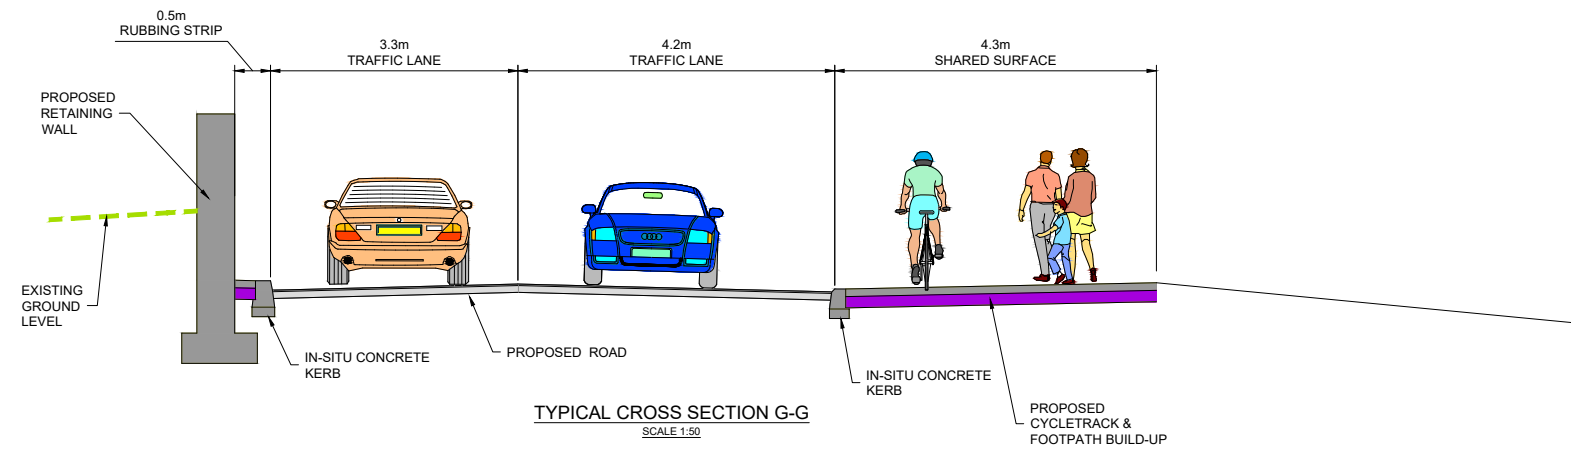 0.5m
RUBBING STRIP
3.3m
TRAFFIC LANE
4.2m
TRAFFIC LANE
4.3m
SHARED SURFACE
PROPOSED
RETAINING
WALL
EXISTING
GROUND
LEVEL
IN-SITU CONCRETE
KERB
PROPOSED ROAD
IN-SITU CONCRETE
KERB
PROPOSED
CYCLETRACK &
FOOTPATH BUILD-UP
TYPICAL CROSS SECTION G-G
SCALE 1:50